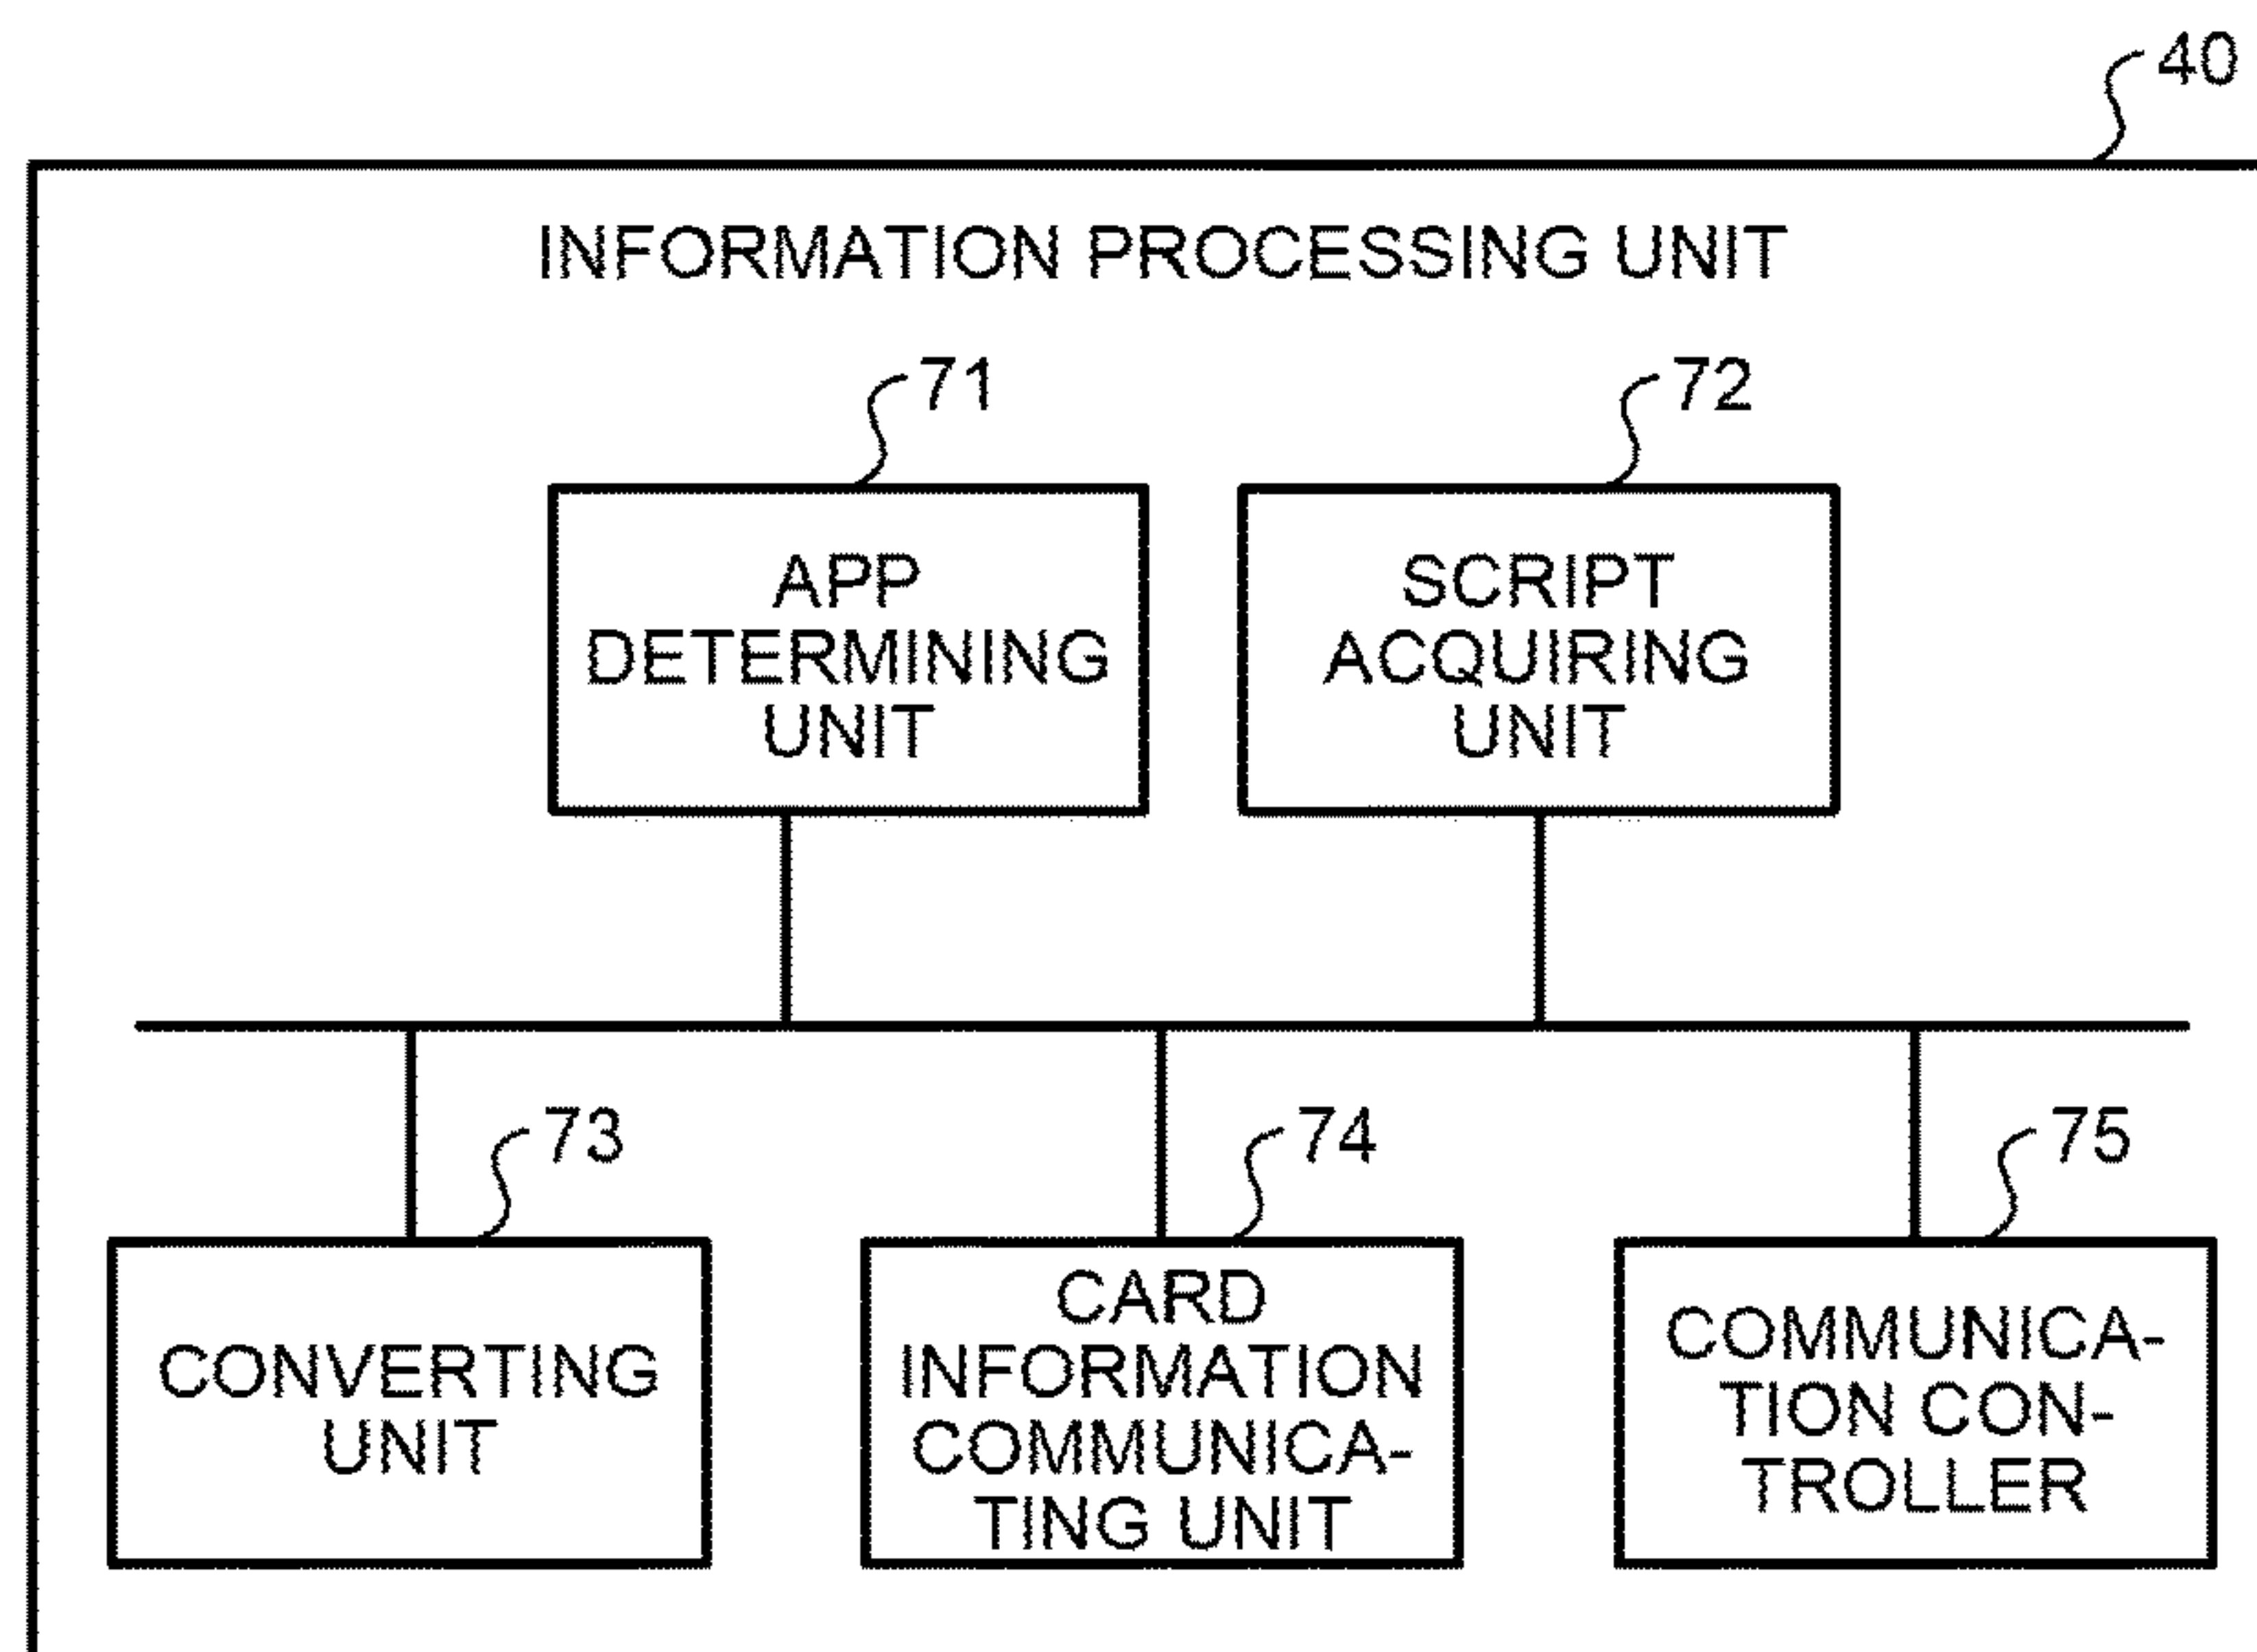 40
INFORMATION PROCESSING UNIT
71
72
APP
DETERMINING
UNIT
SCRIPT
ACQUIRING
UNIT
73
74
75
CONVERTING
UNIT
CARD
INFORMATION
COMMUNICA-
TING UNIT
COMMUNICA-
TION CON-
TROLLER